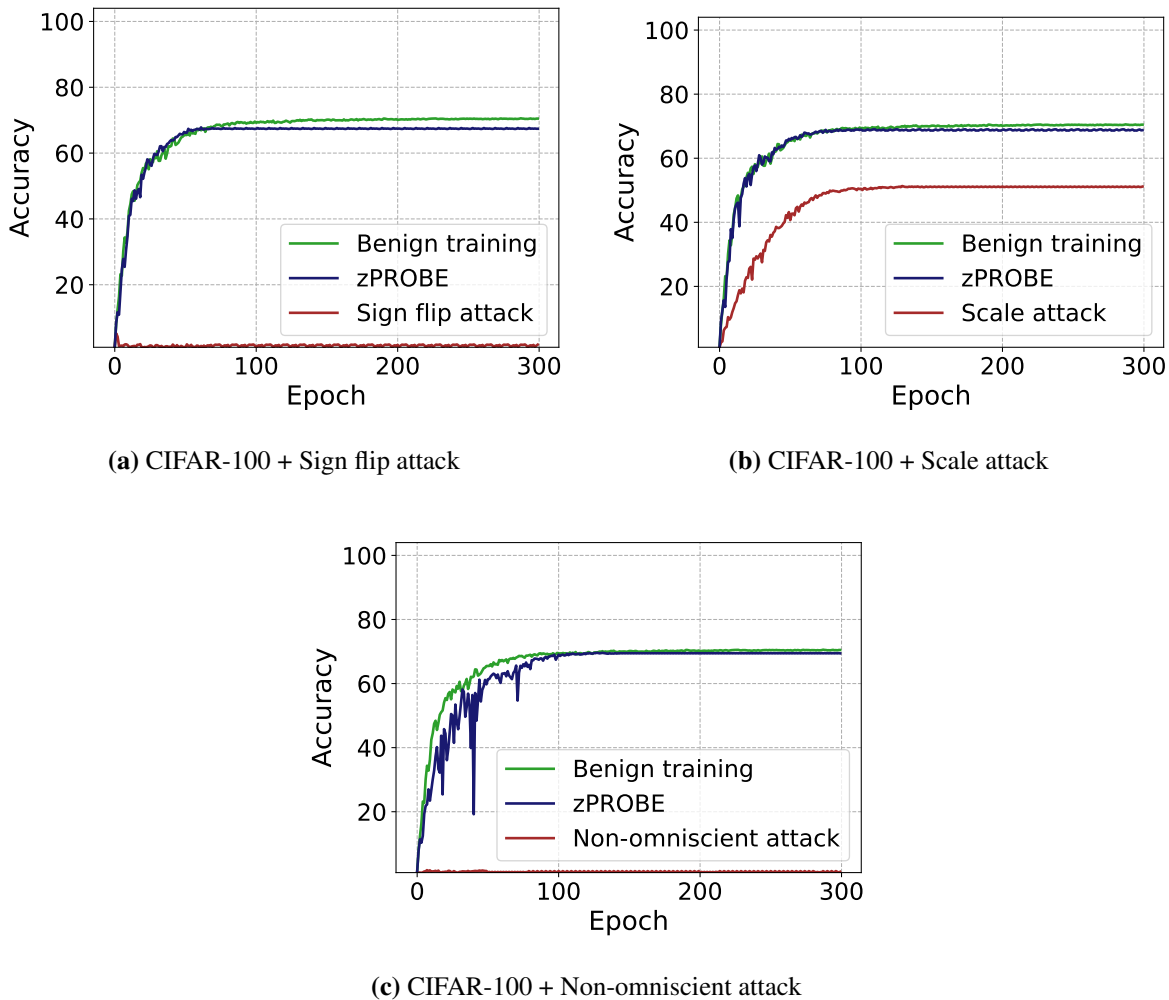 100
80
60
40
20
Accuracy
Benign training
zPROBE
Sign flip attack
0 100 200 300
Epoch
(a) CIFAR-100 + Sign flip attack
100
80
60
40
20
Accuracy
Benign training
zPROBE
Scale attack
0 100 200 300
Epoch
(b) CIFAR-100 + Scale attack
100
80
60
40
20
Accuracy
Benign training
zPROBE
Non-omniscient attack
0 100 200 300
Epoch
(c) CIFAR-100 + Non-omniscient attack